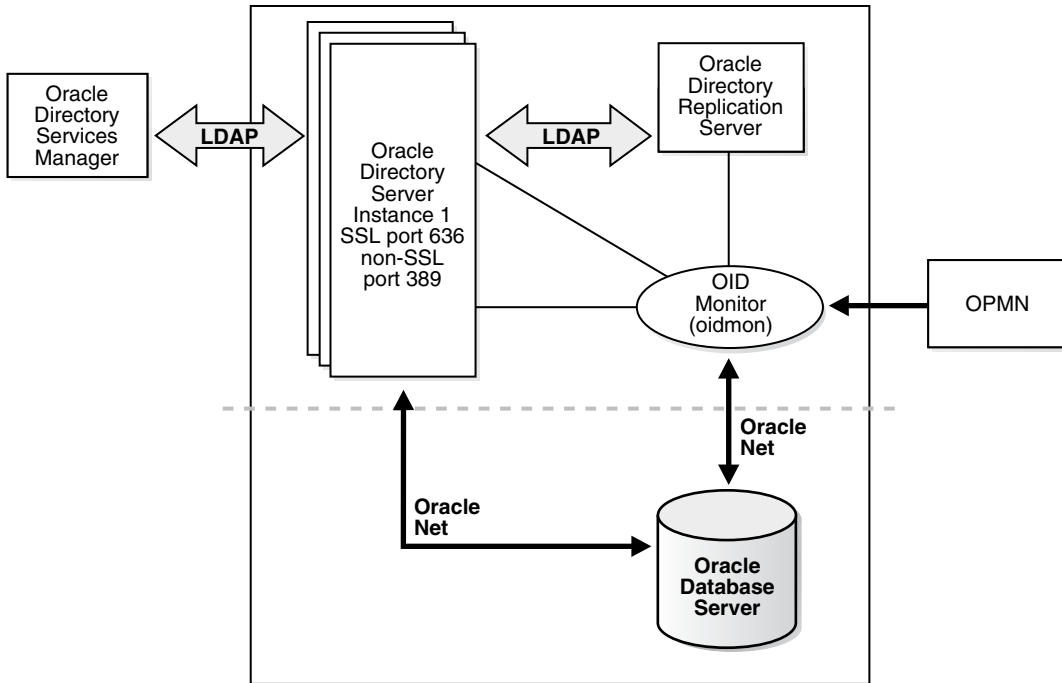 Oracle
Directory
Services
Manager
LDAP
Oracle
Directory
Server
Instance 1
SSL port 636
non-SSL
port 389
LDAP
Oracle
Directory
Replication
Server
OID
Monitor
(oidmon)
OPMN
Oracle
Net
Oracle
Net
Oracle
Database
Server